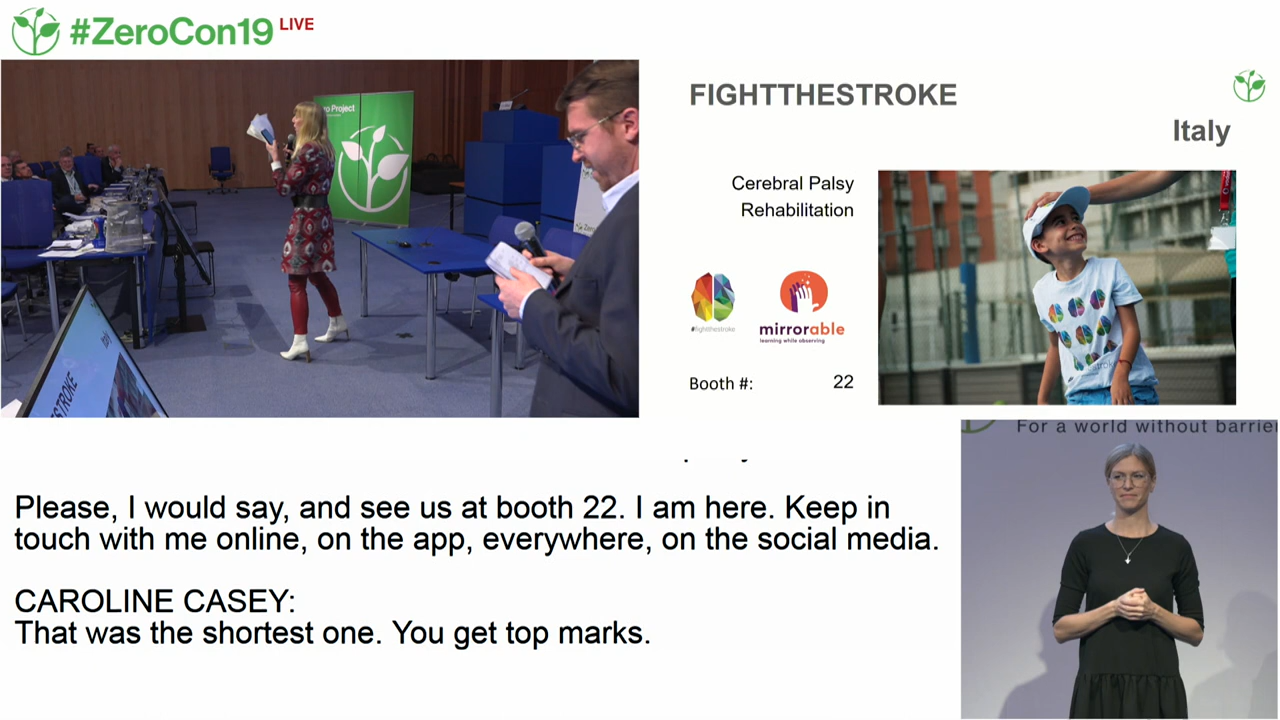 #ZeroCon19 LIVE
ro Project
FIGHTTHESTROKE
Italy
Cerebral Palsy
Rehabilitation
#fightthestroke
mirrorable
learning while observing
Booth #: 22
For a world without barrier
Please, I would say, and see us at booth 22. I am here. Keep in
touch with me online, on the app, everywhere, on the social media.
CAROLINE CASEY:
That was the shortest one. You get top marks.